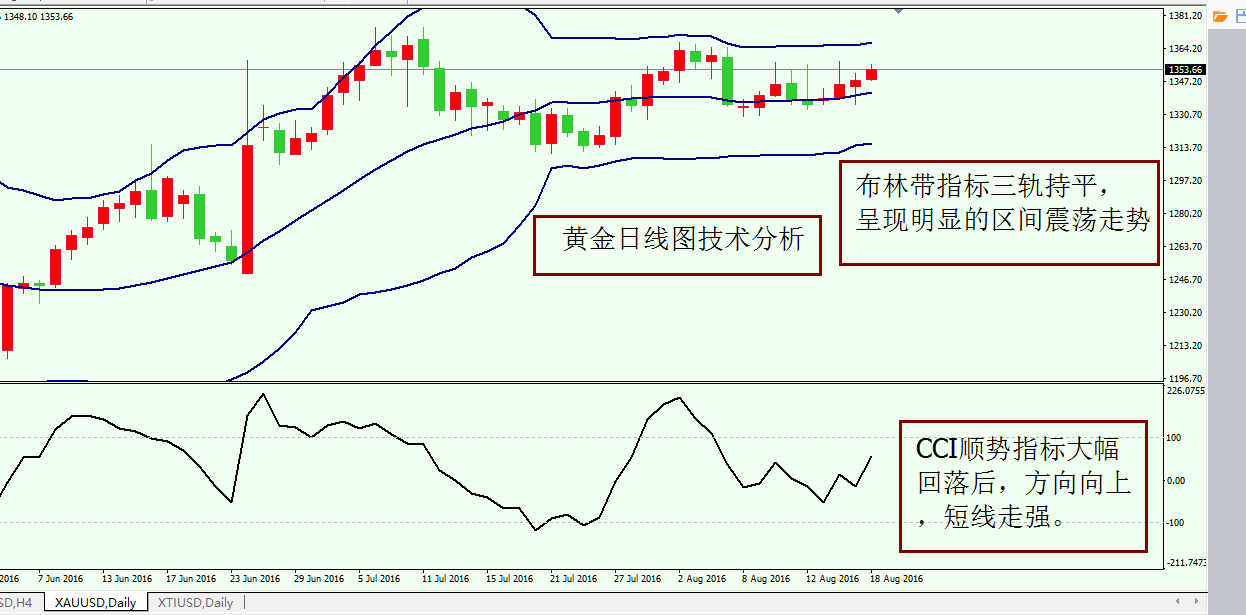 1348.10 1353.66
1381.20
1364.20
1353.66
1347.20
1330.70
1313.70
1297.20
1280.20
1263.70
1246.70
1230.20
1213.20
1196.70
布林带指标三轨持平，
呈现明显的区间震荡走势
黄金日线图技术分析
226.0755
100
0.00
-100
-211.7473
CCI顺势指标大幅
回落后，方向向上
，短线走强。
2016 7 Jun 2016 13 Jun 2016 17 Jun 2016 23 Jun 2016 29 Jun 2016 5 Jul 2016 11 Jul 2016 15 Jul 2016 21 Jul 2016 27 Jul 2016 2 Aug 2016 8 Aug 2016 12 Aug 2016 18 Aug 2016
SD,H4 XAUUSD,Daily XTIUSD,Daily